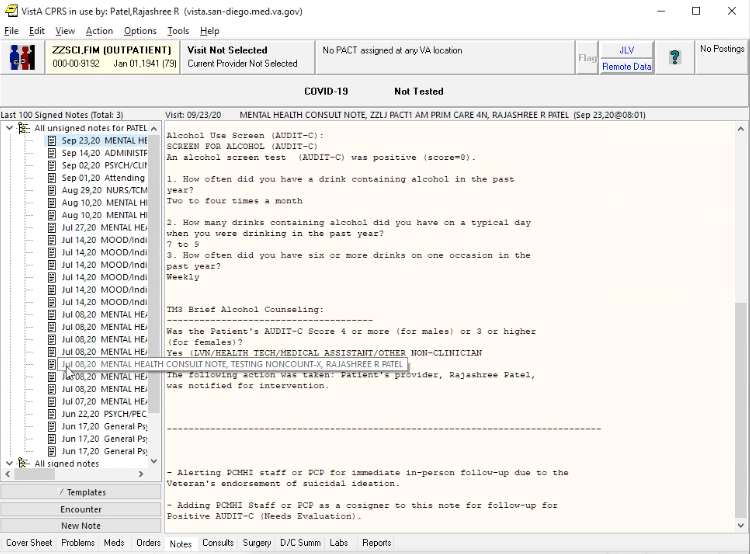 VistA CPRS in use by: Patel,Rajashree R (vista.san-diego.med.va.gov)
File Edit View Action Options Tools Help
ZZSCI,FIM (OUTPATIENT)
000-00-9192 Jan 01,1941 (79)
Visit Not Selected
Current Provider Not Selected
No PACT assigned at any VA location
Flag
JLV
Remote Data
?
No Postings
COVID-19 Not Tested
Last 100 Signed Notes (Total: 3)
Visit: 09/23/20 MENTAL HEALTH CONSULT NOTE, ZZLJ PACT1 AM PRIM CARE 4N, RAJASHREE R PATEL (Sep 23,20@08:01)
All unsigned notes for PATEL
Sep 23,20 MENTAL HE
Sep 14,20 ADMINISTR
Sep 02,20 PSYCH/CLIN
Sep 01,20 Attending
Aug 29,20 NURS/TCM
Aug 10,20 MENTAL H
Aug 10,20 MENTAL H
Jul 27,20 MENTAL HEA
Jul 14,20 MOOD/Indi
Jul 14,20 MOOD/Indi
Jul 14,20 MOOD/Indi
Jul 14,20 MOOD/Indi
Jul 14,20 MOOD/Indi
Jul 14,20 MOOD/Indi
Jul 08,20 MENTAL HEA
Jul 08,20 MENTAL HEA
Jul 08,20 MENTAL HEA
Jul 08,20 MENTAL HEA
Jul 08,20 MENTAL HEALTH CONSULT NOTE, TESTING NONCOUNT-X, RAJASHREE R PATEL
Jul 08,20 MENTAL HEA
Jul 08,20 MENTAL HEA
Jul 07,20 MENTAL HEA
Jun 22,20 PSYCH/PEC
Jun 17,20 General Psy
Jun 17,20 General Psy
Jun 17,20 General Psy
All signed notes
Alcohol Use Screen (AUDIT-C):
SCREEN FOR ALCOHOL (AUDIT-C)
An alcohol screen test (AUDIT-C) was positive (score=8).
1. How often did you have a drink containing alcohol in the past
year?
Two to four times a month
2. How many drinks containing alcohol did you have on a typical day
when you were drinking in the past year?
7 to 9
3. How often did you have six or more drinks on one occasion in the
past year?
Weekly
TM3 Brief Alcohol Counseling:
---------------------------------------
Was the Patient's AUDIT-C Score 4 or more (for males) or 3 or higher
(for females)?
Yes (LVN/HEALTH TECH/MEDICAL ASSISTANT/OTHER NON-CLINICIAN
The following action was taken: Patient's provider, Rajashree Patel,
was notified for intervention.
- Alerting PCMHI staff or PCP for immediate in-person follow-up due to the
Veteran's endorsement of suicidal ideation.
- Adding PCMHI Staff or PCP as a cosigner to this note for follow-up for
Positive AUDIT-C (Needs Evaluation).
/ Templates
Encounter
New Note
Cover Sheet Problems Meds Orders Notes Consults Surgery D/C Summ Labs Reports